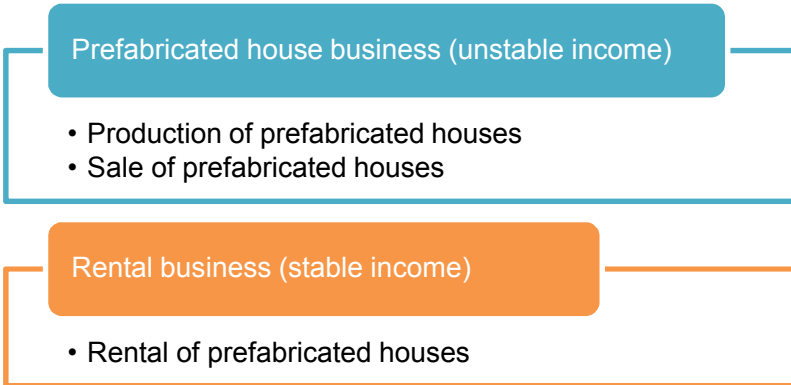 Prefabricated house business (unstable income)
• Production of prefabricated houses
• Sale of prefabricated houses
Rental business (stable income)
• Rental of prefabricated houses